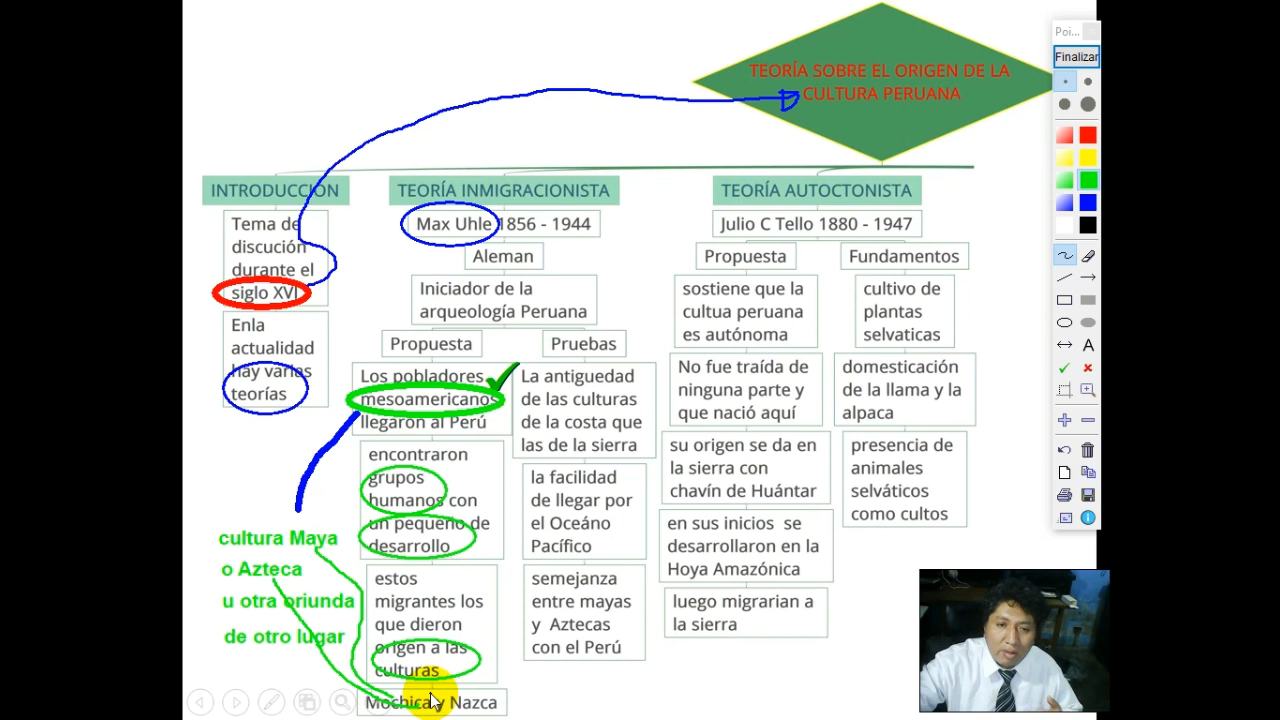 TEORÍA SOBRE EL ORIGEN DE LA
CULTURA PERUANA
Poi...
Finalizar
INTRODUCCIÓN
Tema de
discución
durante el
siglo XVI
Enla
actualidad
hay varias
teorías
TEORÍA INMIGRACIONISTA
Max Uhle 1856 - 1944
Aleman
Iniciador de la
arqueología Peruana
Propuesta
Los pobladores
mesoamericanos
llegaron al Perú
encontraron
grupos
humanos con
un pequeño de
desarrollo
estos
migrantes los
que dieron
origen a las
culturas
Mochica y Nazca
Pruebas
La antiguedad
de las culturas
de la costa que
las de la sierra
la facilidad
de llegar por
el Oceáno
Pacífico
semejanza
entre mayas
y Aztecas
con el Perú
cultura Maya
o Azteca
u otra oriunda
de otro lugar
TEORÍA AUTOCTONISTA
Julio C Tello 1880 - 1947
Propuesta
sostiene que la
cultua peruana
es autónoma
No fue traída de
ninguna parte y
que nació aquí
su origen se da en
la sierra con
chavín de Huántar
en sus inicios se
desarrollaron en la
Hoya Amazónica
luego migrarian a
la sierra
Fundamentos
cultivo de
plantas
selvaticas
domesticación
de la llama y la
alpaca
presencia de
animales
selváticos
como cultos
A